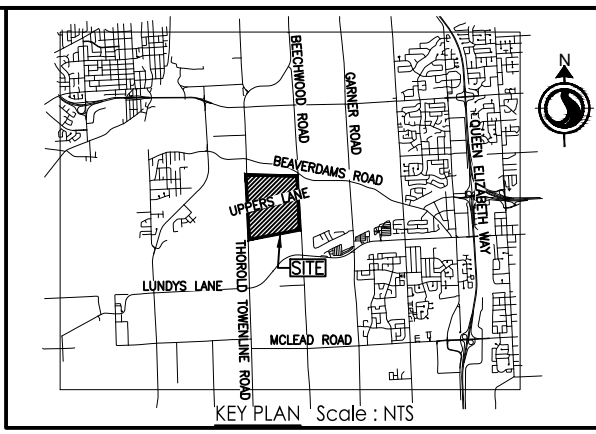 BEECHWOOD ROAD
GARNER ROAD
N
QUEEN ELIZABETH WAY
BEAVERDAMS ROAD
UPPERS LANE
SITE
THOROLD TOWENLINE ROAD
LUNDYS LANE
MCLEAD ROAD
KEY PLAN Scale : NTS